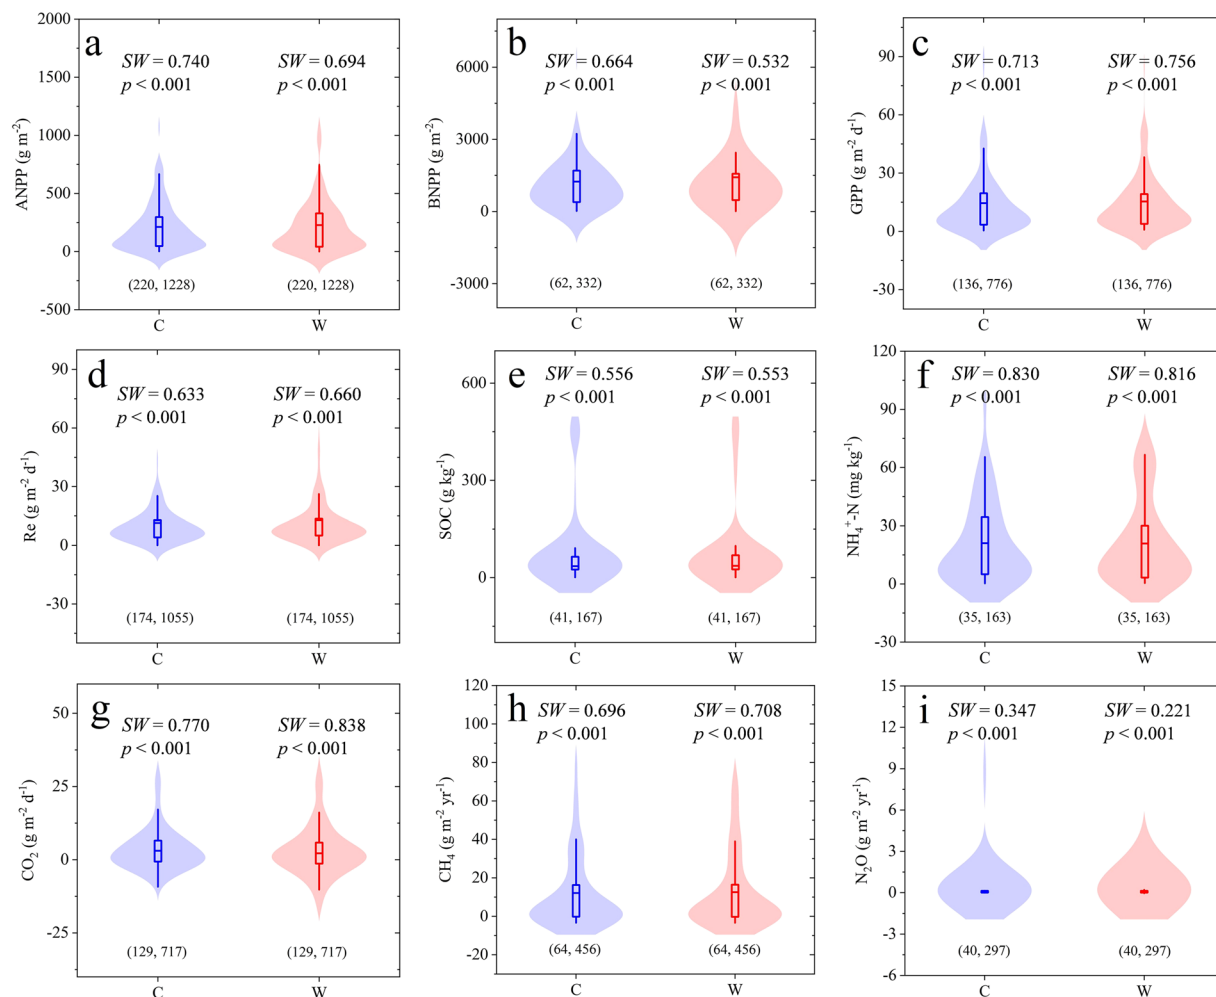 a
SW = 0.740
p < 0.001
SW = 0.694
p < 0.001
ANPP (g m⁻²)
2000
1500
1000
500
0
-500
(220, 1228)
(220, 1228)
C
W
b
SW = 0.664
p < 0.001
SW = 0.532
p < 0.001
BNPP (g m⁻²)
6000
3000
0
-3000
(62, 332)
(62, 332)
C
W
c
SW = 0.713
p < 0.001
SW = 0.756
p < 0.001
GPP (g m⁻² d⁻¹)
90
60
30
0
-30
(136, 776)
(136, 776)
C
W
d
SW = 0.633
p < 0.001
SW = 0.660
p < 0.001
Re (g m⁻² d⁻¹)
90
60
30
0
-30
(174, 1055)
(174, 1055)
C
W
e
SW = 0.556
p < 0.001
SW = 0.553
p < 0.001
SOC (g kg⁻¹)
600
300
0
(41, 167)
(41, 167)
C
W
f
SW = 0.830
p < 0.001
SW = 0.816
p < 0.001
NH₄⁺-N (mg kg⁻¹)
120
90
60
30
0
-30
(35, 163)
(35, 163)
C
W
g
SW = 0.770
p < 0.001
SW = 0.838
p < 0.001
CO₂ (g m⁻² d⁻¹)
50
25
0
-25
(129, 717)
(129, 717)
C
W
h
SW = 0.696
p < 0.001
SW = 0.708
p < 0.001
CH₄ (g m⁻² yr⁻¹)
120
100
80
60
40
20
0
-20
(64, 456)
(64, 456)
C
W
i
SW = 0.347
p < 0.001
SW = 0.221
p < 0.001
N₂O (g m⁻² yr⁻¹)
15
12
9
6
3
0
-3
-6
(40, 297)
(40, 297)
C
W